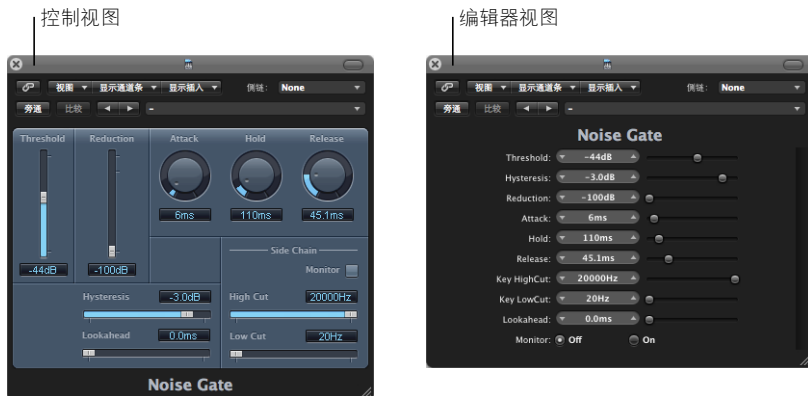 控制视图
视图 显示通道条 显示插入 侧链: None
旁通 比较 -
Threshold Reduction Attack Hold Release
6ms 110ms 45.1ms
Side Chain
-44dB -100dB Monitor
Hysteresis -3.0dB High Cut 20000Hz
Lookahead 0.0ms Low Cut 20Hz
Noise Gate
编辑器视图
视图 显示通道条 显示插入 侧链: None
旁通 比较 -
Noise Gate
Threshold: -44dB
Hysteresis: -3.0dB
Reduction: -100dB
Attack: 6ms
Hold: 110ms
Release: 45.1ms
Key HighCut: 20000Hz
Key LowCut: 20Hz
Lookahead: 0.0ms
Monitor: Off On